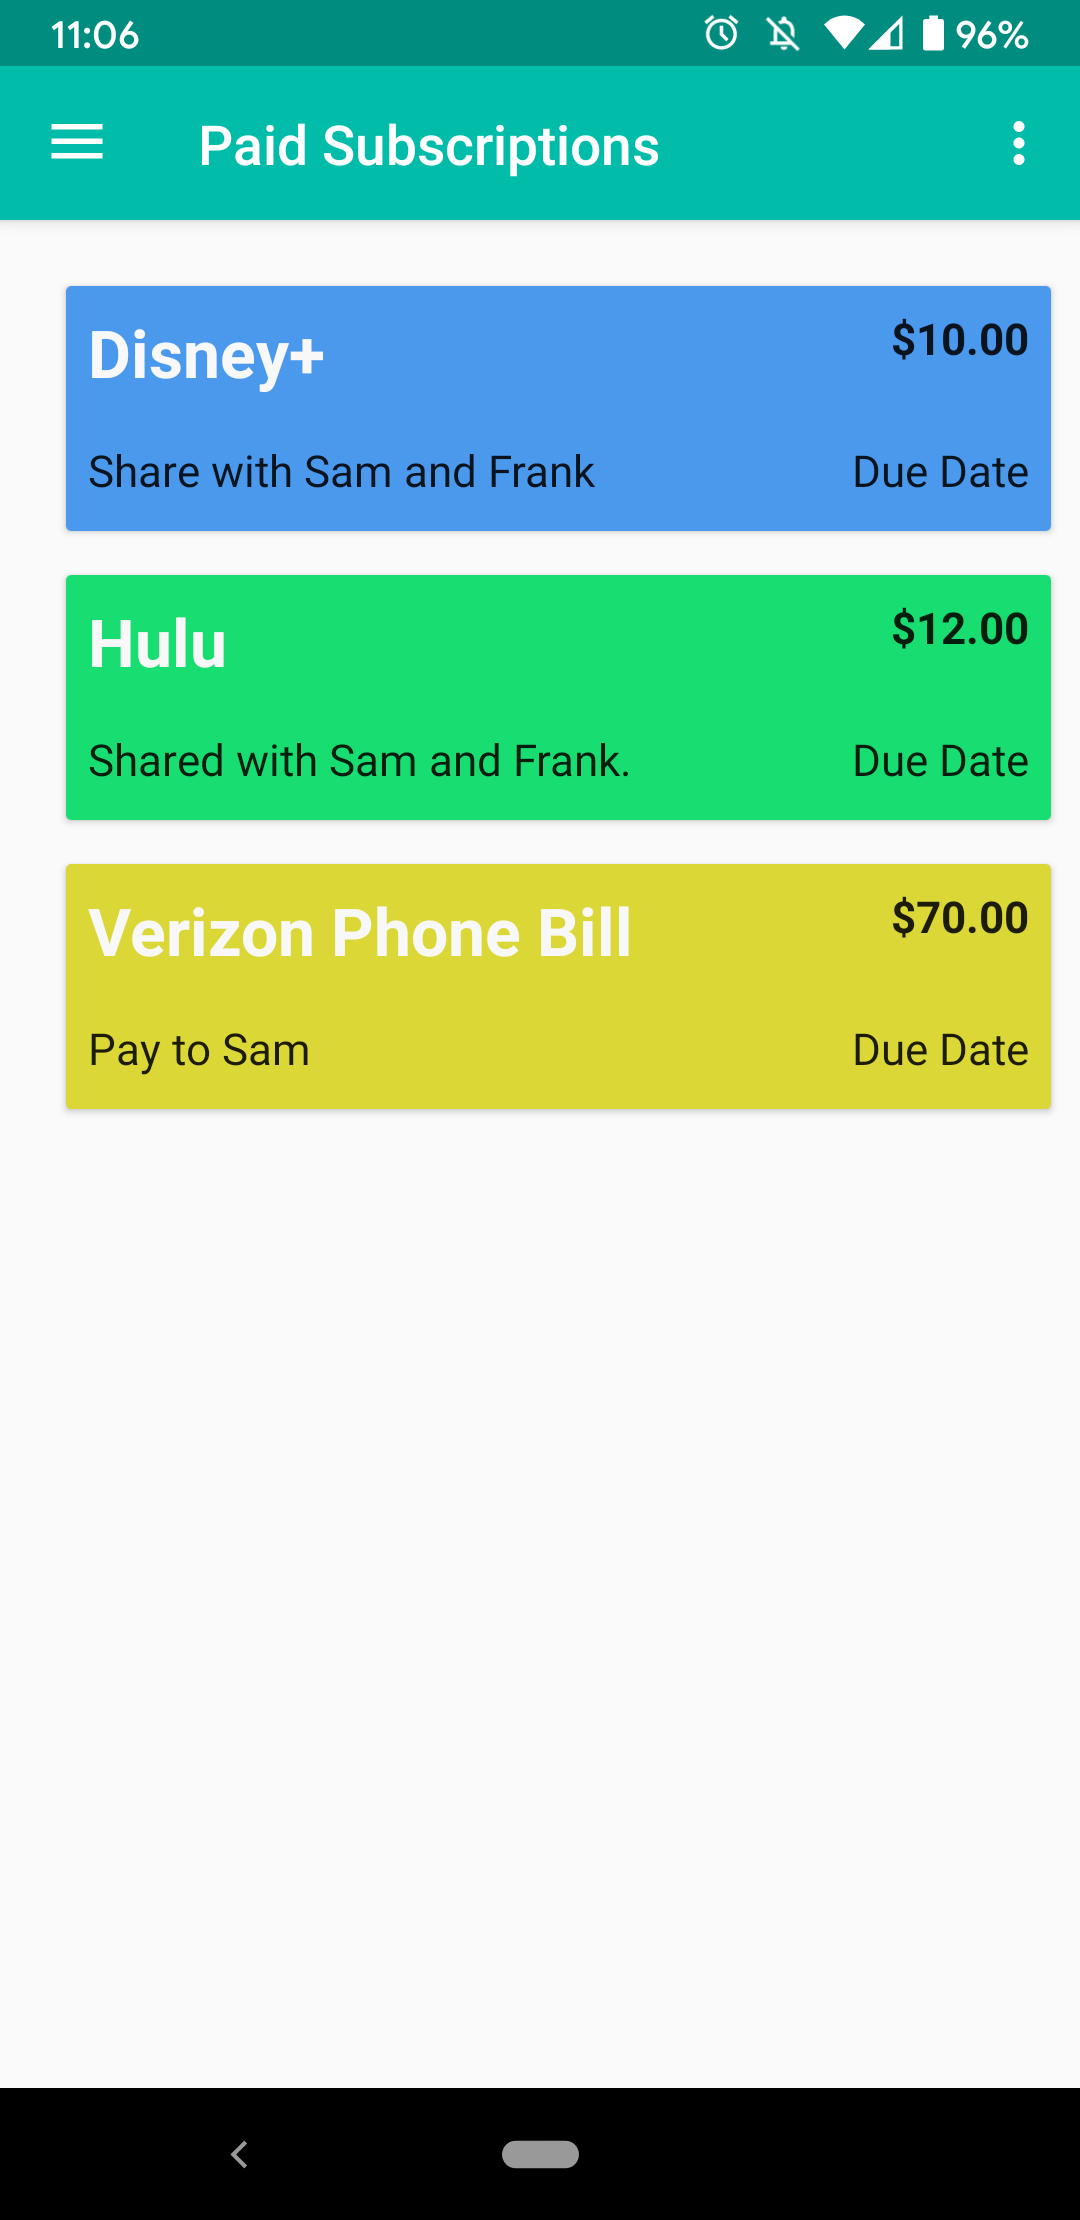 11:06 96%
Paid Subscriptions
Disney+ $10.00
Share with Sam and Frank Due Date
Hulu $12.00
Shared with Sam and Frank. Due Date
Verizon Phone Bill $70.00
Pay to Sam Due Date